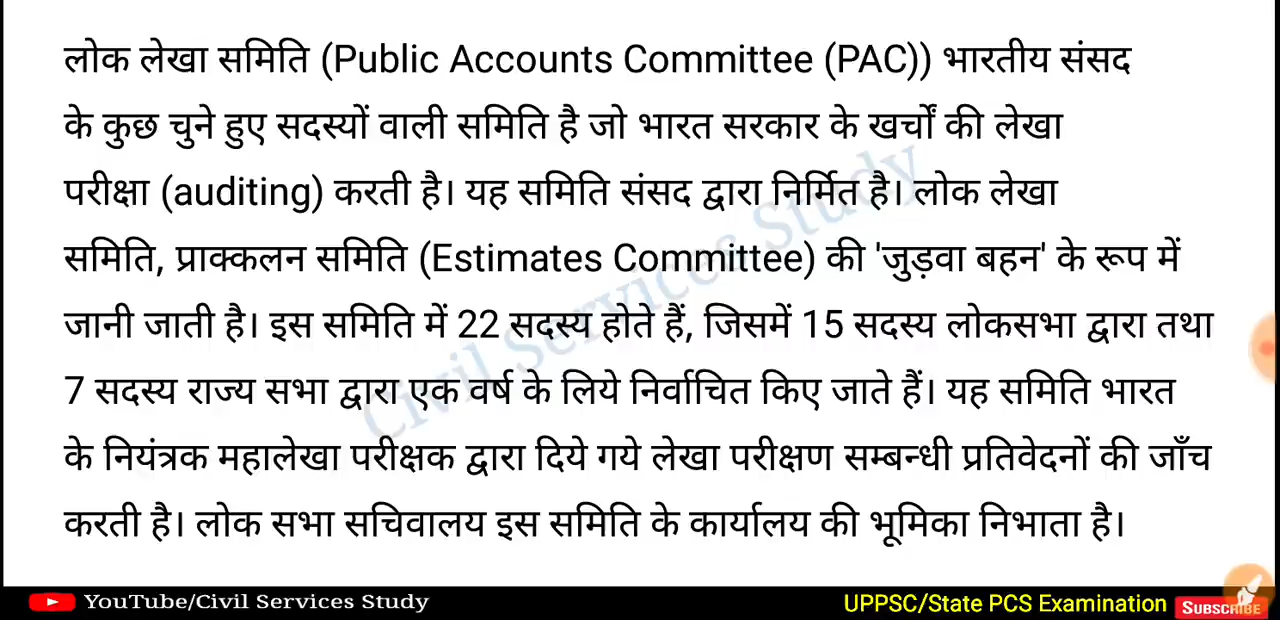 लोक लेखा समिति (Public Accounts Committee (PAC)) भारतीय संसद
के कुछ चुने हुए सदस्यों वाली समिति है जो भारत सरकार के खर्चों की लेखा
परीक्षा (auditing) करती है। यह समिति संसद द्वारा निर्मित है। लोक लेखा
समिति, प्राक्कलन समिति (Estimates Committee) की 'जुड़वा बहन' के रूप में
जानी जाती है। इस समिति में 22 सदस्य होते हैं, जिसमें 15 सदस्य लोकसभा द्वारा तथा
7 सदस्य राज्य सभा द्वारा एक वर्ष के लिये निर्वाचित किए जाते हैं। यह समिति भारत
के नियंत्रक महालेखा परीक्षक द्वारा दिये गये लेखा परीक्षण सम्बन्धी प्रतिवेदनों की जाँच
करती है। लोक सभा सचिवालय इस समिति के कार्यालय की भूमिका निभाता है।
Civil Services Study
YouTube/Civil Services Study
UPPSC/State PCS Examination
SUBSCRIBE